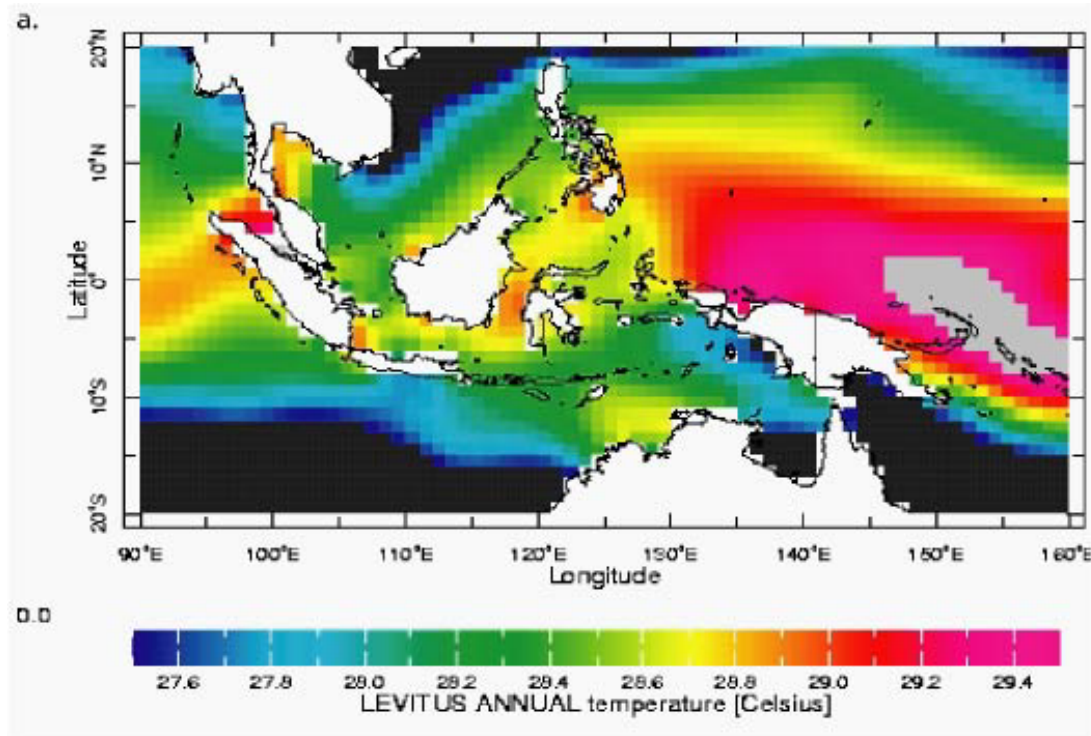 a.
20°N
10°N
0°
10°S
20°S
Latitude
90°E 100°E 110°E 120°E 130°E 140°E 150°E 160°E
Longitude
0.0
27.6 27.8 28.0 28.2 28.4 28.6 28.8 29.0 29.2 29.4
LEVITUS ANNUAL temperature [Celsius]